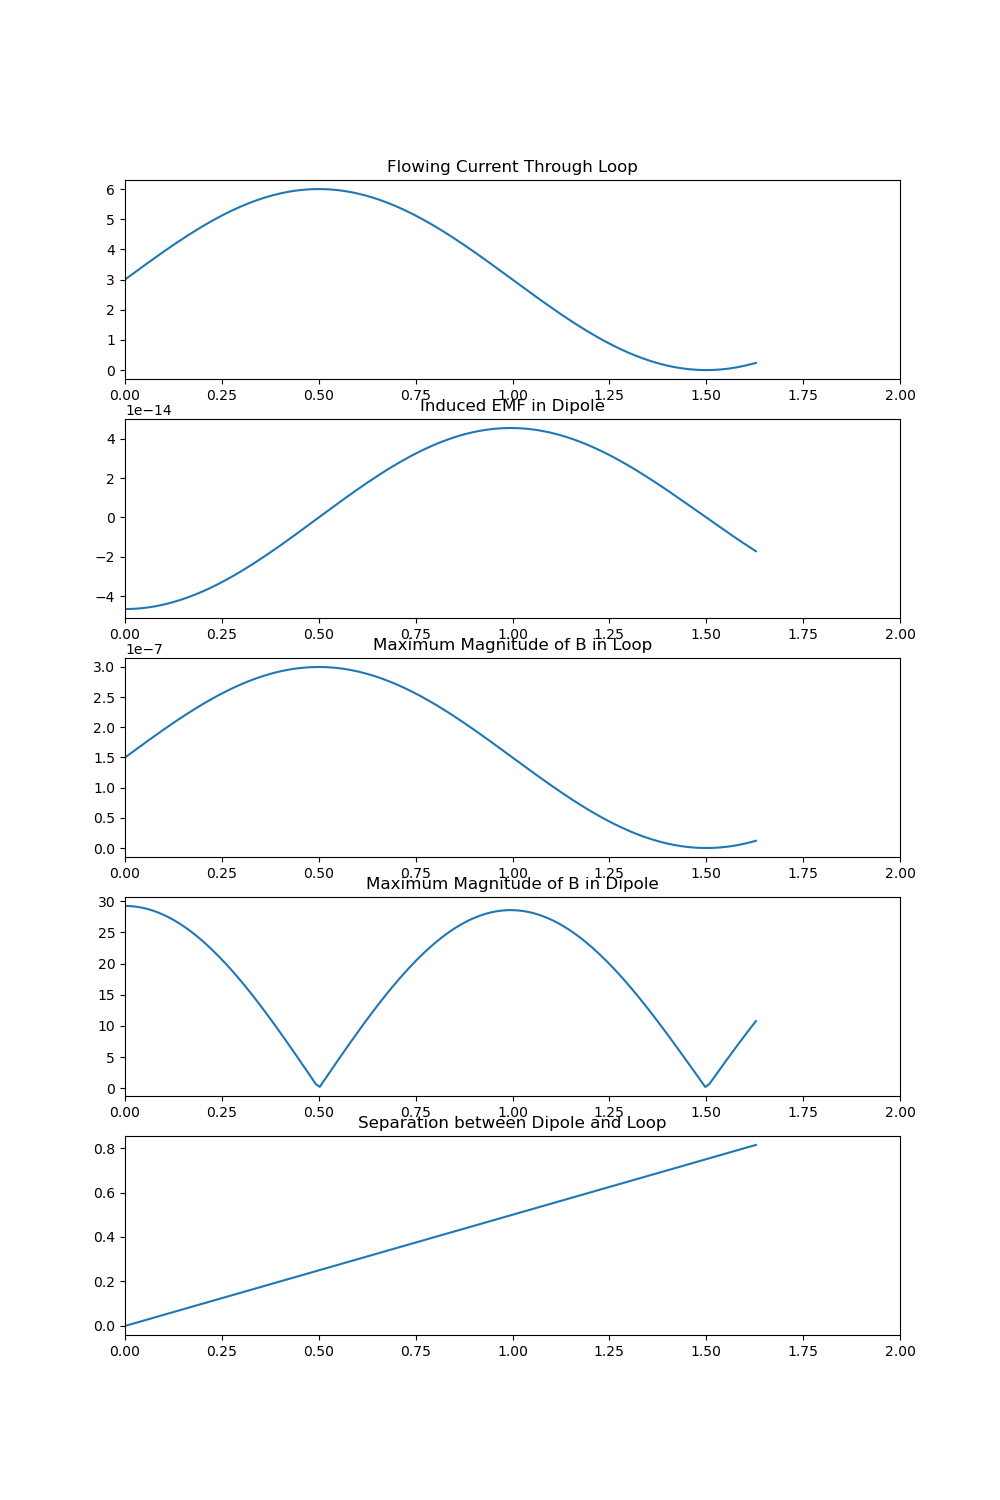 Flowing Current Through Loop
6
5
4
3
2
1
0
0.00 0.25 0.50 0.75 1.00 1.25 1.50 1.75 2.00
Induced EMF in Dipole
1e−14
4
2
0
−2
−4
0.00 0.25 0.50 0.75 1.00 1.25 1.50 1.75 2.00
Maximum Magnitude of B in Loop
1e−7
3.0
2.5
2.0
1.5
1.0
0.5
0.0
0.00 0.25 0.50 0.75 1.00 1.25 1.50 1.75 2.00
Maximum Magnitude of B in Dipole
30
25
20
15
10
5
0
0.00 0.25 0.50 0.75 1.00 1.25 1.50 1.75 2.00
Separation between Dipole and Loop
0.8
0.6
0.4
0.2
0.0
0.00 0.25 0.50 0.75 1.00 1.25 1.50 1.75 2.00